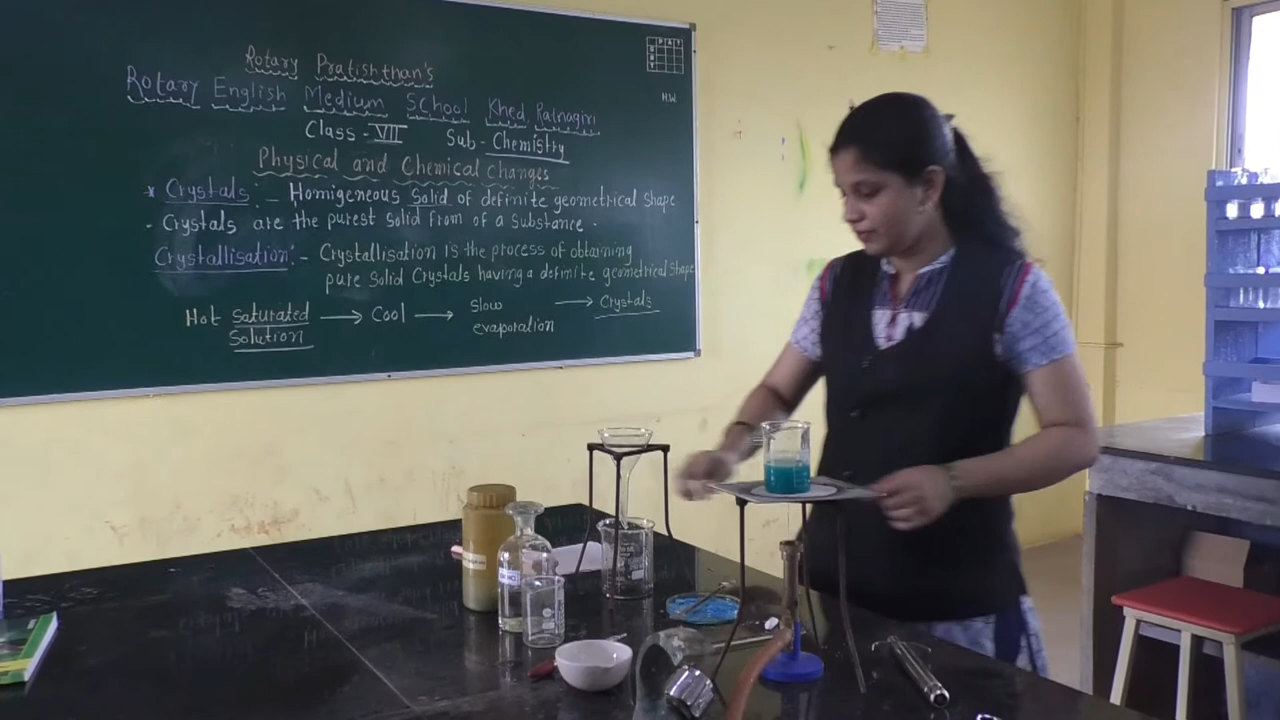 Rotary Pratishthan's
Rotary English Medium School Khed, Ratnagiri
Class - VII Sub - Chemistry
Physical and Chemical changes
* Crystals :- Homigeneous Solid of definite geometrical shape
- Crystals are the purest solid from of a substance.
Crystallisation :- Crystallisation is the process of obtaining
pure solid Crystals having a definite geometrical shape
Hot Saturated Solution → Cool → Slow evaporation → Crystals
P A T
H.W